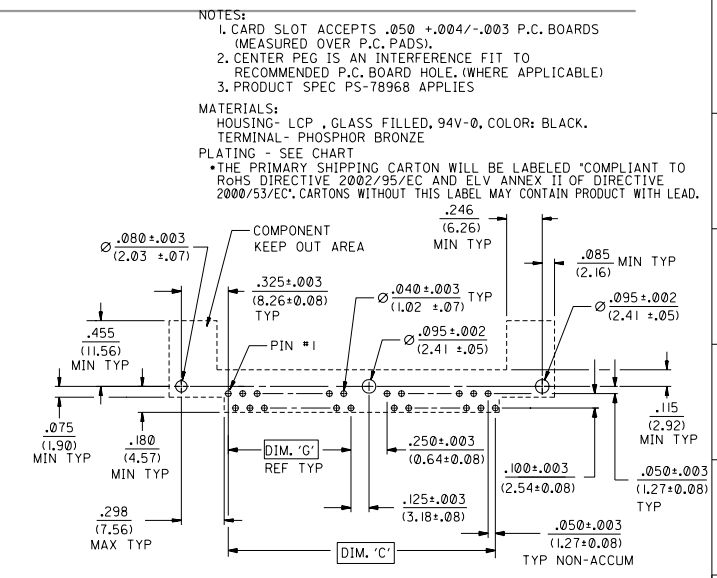 NOTES:
1. CARD SLOT ACCEPTS .050 +.004/-.003 P.C. BOARDS
(MEASURED OVER P.C. PADS).
2. CENTER PEG IS AN INTERFERENCE FIT TO
RECOMMENDED P.C. BOARD HOLE. (WHERE APPLICABLE)
3. PRODUCT SPEC PS-78968 APPLIES
MATERIALS:
HOUSING- LCP , GLASS FILLED, 94V-0, COLOR: BLACK.
TERMINAL- PHOSPHOR BRONZE
PLATING - SEE CHART
•THE PRIMARY SHIPPING CARTON WILL BE LABELED "COMPLIANT TO
RoHS DIRECTIVE 2002/95/EC AND ELV ANNEX II OF DIRECTIVE
2000/53/EC". CARTONS WITHOUT THIS LABEL MAY CONTAIN PRODUCT WITH LEAD.
.246
(6.26)
MIN TYP
Ø .080±.003
(2.03 ±.07)
COMPONENT
KEEP OUT AREA
.085
(2.16)
MIN TYP
.325±.003
(8.26±0.08)
TYP
Ø .040±.003
(1.02 ±.07)
TYP
Ø .095±.002
(2.41 ±.05)
.455
(11.56)
MIN TYP
PIN #1
Ø .095±.002
(2.41 ±.05)
.075
(1.90)
MIN TYP
.180
(4.57)
MIN TYP
DIM. 'G'
REF TYP
.250±.003
(0.64±0.08)
.115
(2.92)
MIN TYP
.100±.003
(2.54±0.08)
.050±.003
(1.27±0.08)
TYP
.125±.003
(3.18±.08)
.298
(7.56)
MAX TYP
.050±.003
(1.27±0.08)
TYP NON-ACCUM
DIM. 'C'